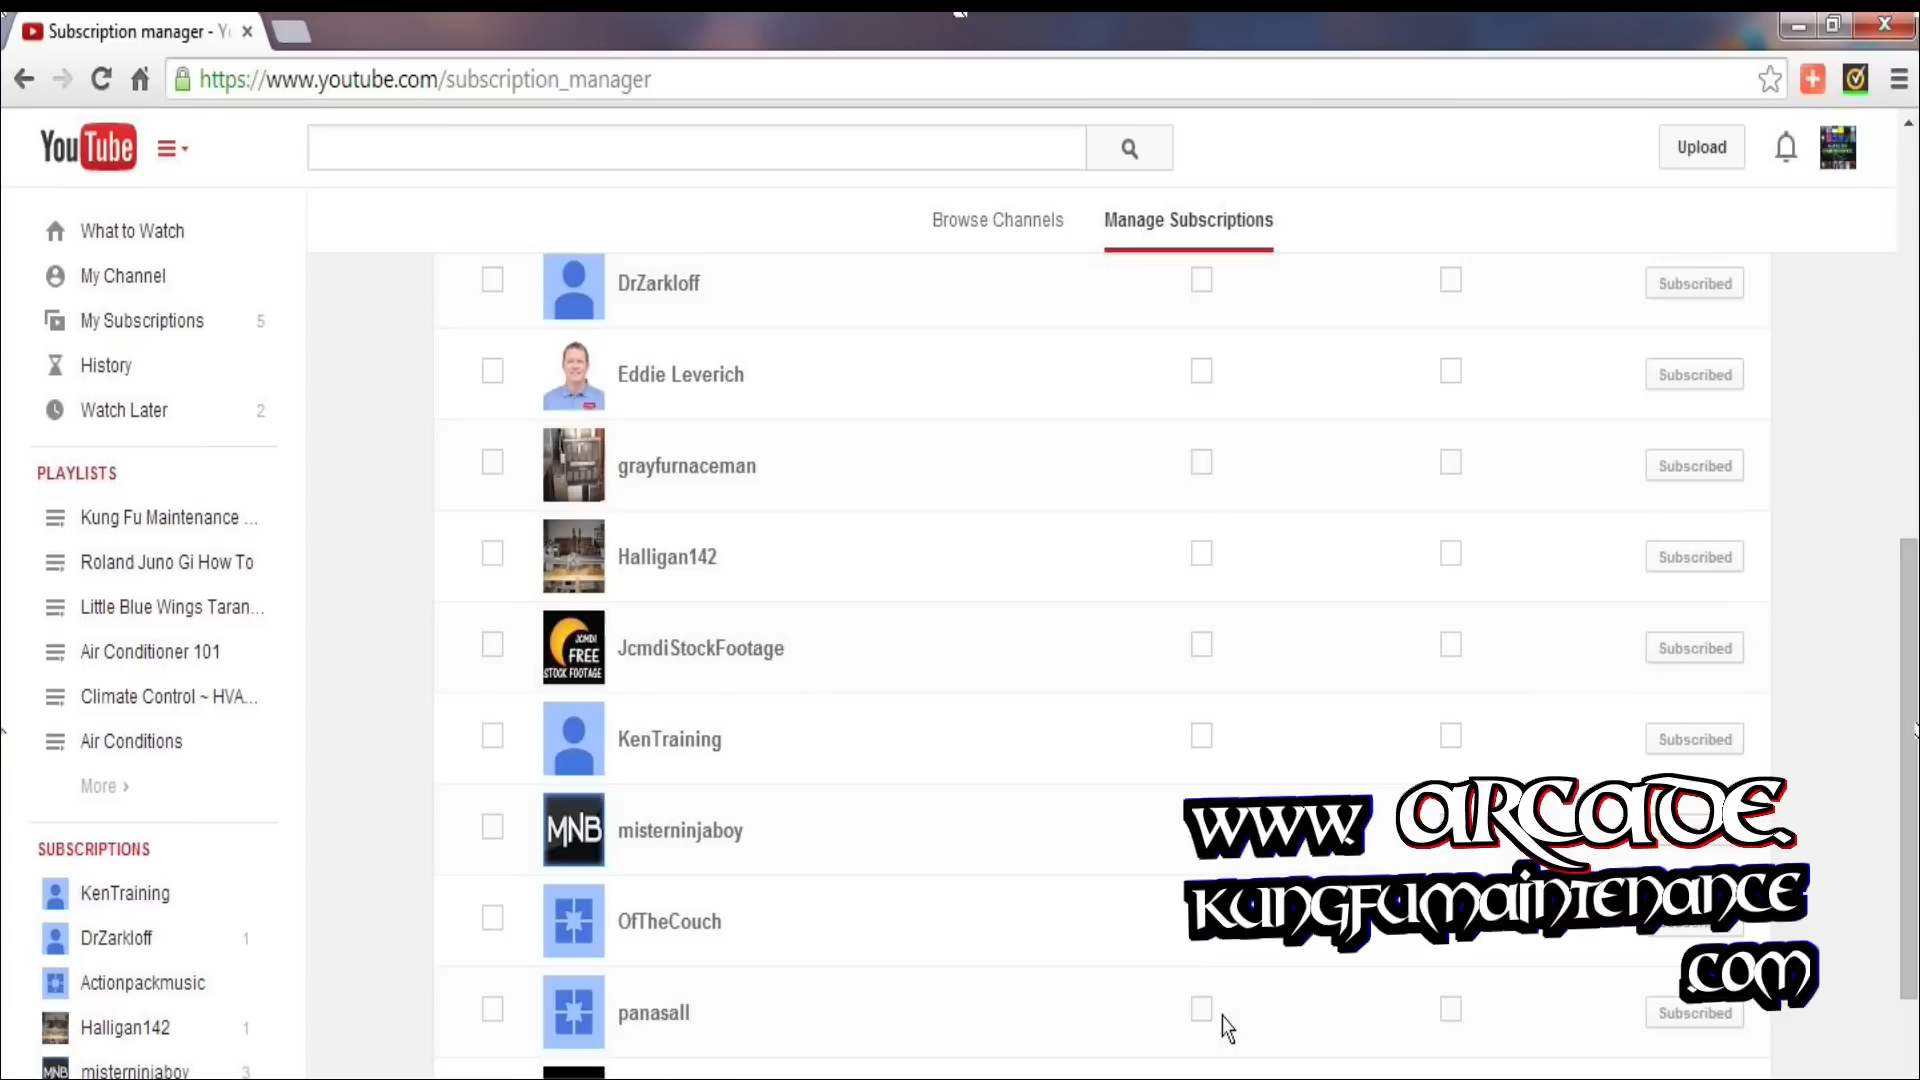 Subscription manager - Y
https://www.youtube.com/subscription_manager
YouTube
Upload
Browse Channels
Manage Subscriptions
What to Watch
My Channel
My Subscriptions 5
History
Watch Later 2
PLAYLISTS
Kung Fu Maintenance ...
Roland Juno Gi How To
Little Blue Wings Taran...
Air Conditioner 101
Climate Control ~ HVA...
Air Conditions
More ›
SUBSCRIPTIONS
KenTraining
DrZarkloff 1
Actionpackmusic
Halligan142 1
misterninjaboy 3
DrZarkloff Subscribed
Eddie Leverich Subscribed
grayfurnaceman Subscribed
Halligan142 Subscribed
JCMDI
FREE
STOCK FOOTAGE
JcmdiStockFootage Subscribed
KenTraining Subscribed
MNB
misterninjaboy
OfTheCouch
panasall Subscribed
www.arcade.
kungfumaintenance
.com